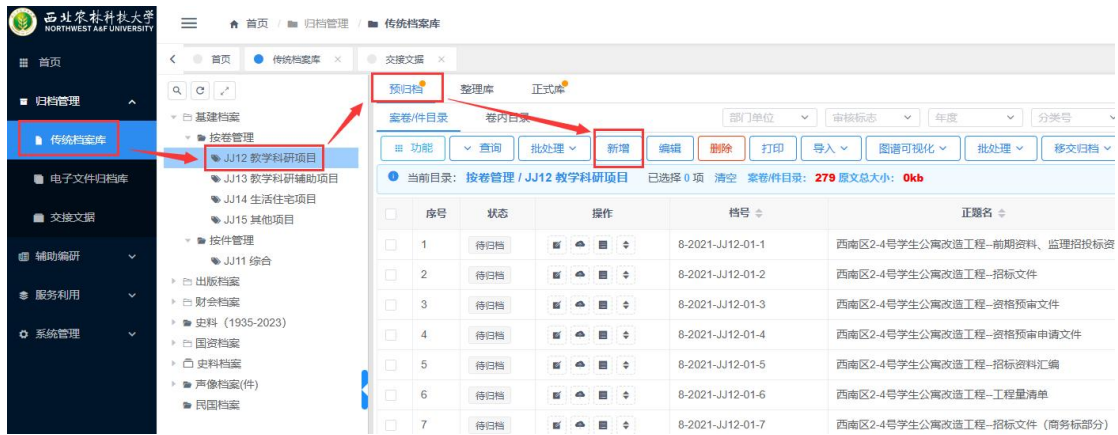 西北农林科技大学
NORTHWEST A&F UNIVERSITY
首页 / 归档管理 / 传统档案库
首页
归档管理
传统档案库
电子文件归档库
交接文据
辅助编研
服务利用
系统管理
首页 传统档案库 × 交接文据 ×
基建档案
按卷管理
JJ12 教学科研项目
JJ13 教学科研辅助项目
JJ14 生活住宅项目
JJ15 其他项目
按件管理
JJ11 综合
出版档案
财会档案
史料（1935-2023）
国资档案
史料档案
声像档案(件)
民国档案
预归档 整理库 正式库
案卷/件目录 卷内目录 部门单位 审核标志 年度 分类号
功能 查询 批处理 新增 编辑 删除 打印 导入 图谱可视化 批处理 移交归档
当前目录：按卷管理 / JJ12 教学科研项目 已选择 0 项 清空 案卷/件目录：279 原文总大小：0kb
序号 状态 操作 档号 正题名
1 待归档 8-2021-JJ12-01-1 西南区2-4号学生公寓改造工程--前期资料、监理招投标资
2 待归档 8-2021-JJ12-01-2 西南区2-4号学生公寓改造工程--招标文件
3 待归档 8-2021-JJ12-01-3 西南区2-4号学生公寓改造工程--资格预审文件
4 待归档 8-2021-JJ12-01-4 西南区2-4号学生公寓改造工程--资格预审申请文件
5 待归档 8-2021-JJ12-01-5 西南区2-4号学生公寓改造工程--招标资料汇编
6 待归档 8-2021-JJ12-01-6 西南区2-4号学生公寓改造工程--工程量清单
7 待归档 8-2021-JJ12-01-7 西南区2-4号学生公寓改造工程--招标文件（商务标部分）